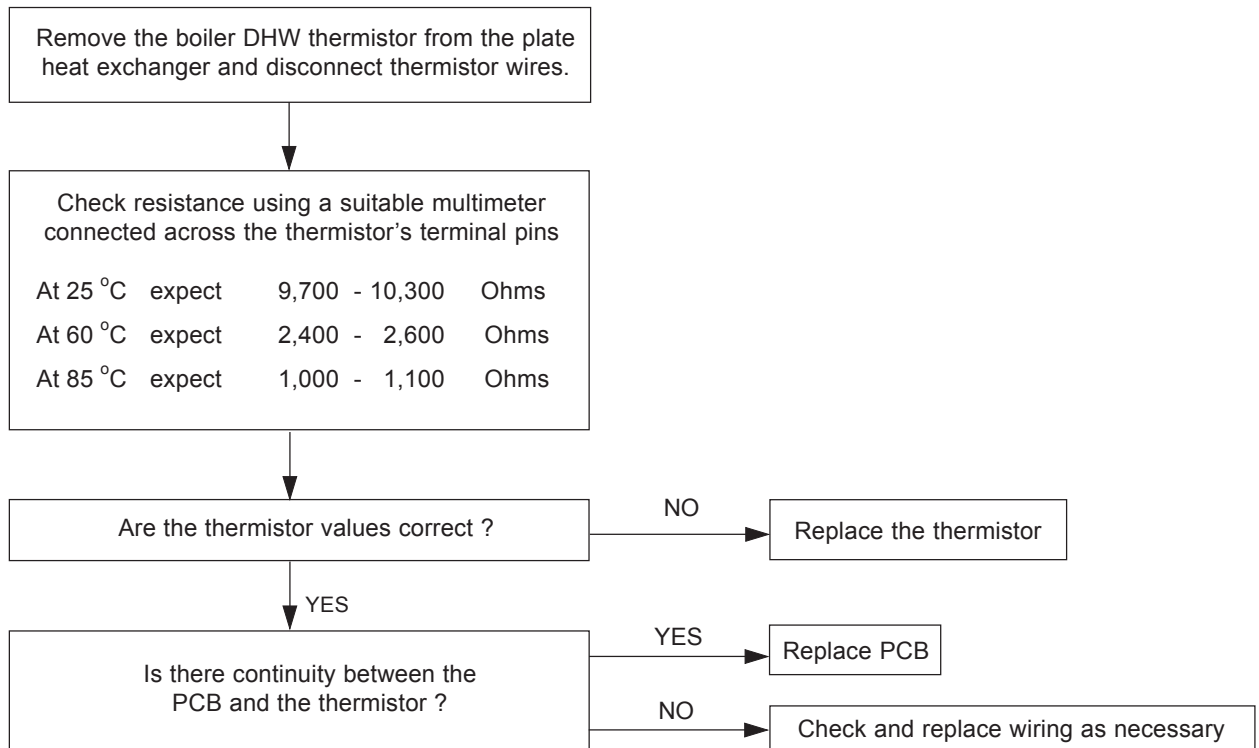 Remove the boiler DHW thermistor from the plate
heat exchanger and disconnect thermistor wires.
Check resistance using a suitable multimeter
connected across the thermistor's terminal pins
At 25 °C expect 9,700 - 10,300 Ohms
At 60 °C expect 2,400 - 2,600 Ohms
At 85 °C expect 1,000 - 1,100 Ohms
Are the thermistor values correct ?
NO
Replace the thermistor
YES
Is there continuity between the
PCB and the thermistor ?
YES
Replace PCB
NO
Check and replace wiring as necessary